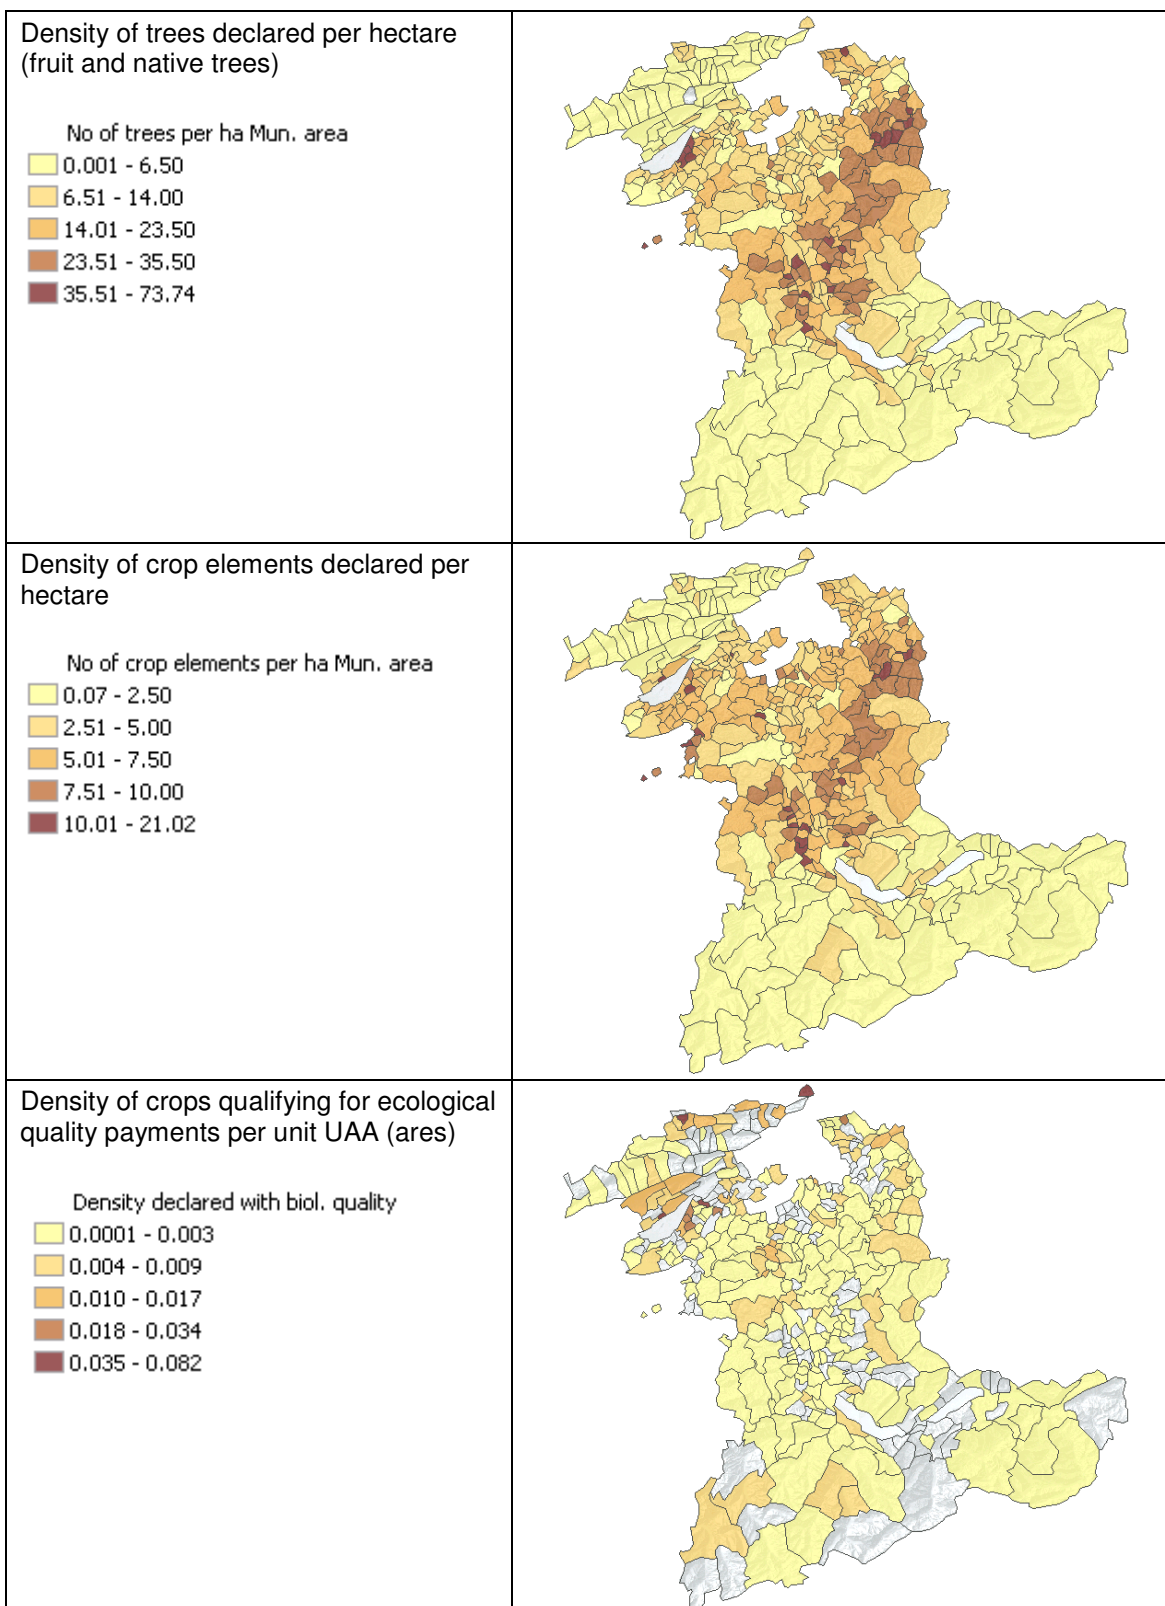 Density of trees declared per hectare
(fruit and native trees)
No of trees per ha Mun. area
0.001 - 6.50
6.51 - 14.00
14.01 - 23.50
23.51 - 35.50
35.51 - 73.74
Density of crop elements declared per
hectare
No of crop elements per ha Mun. area
0.07 - 2.50
2.51 - 5.00
5.01 - 7.50
7.51 - 10.00
10.01 - 21.02
Density of crops qualifying for ecological
quality payments per unit UAA (ares)
Density declared with biol. quality
0.0001 - 0.003
0.004 - 0.009
0.010 - 0.017
0.018 - 0.034
0.035 - 0.082